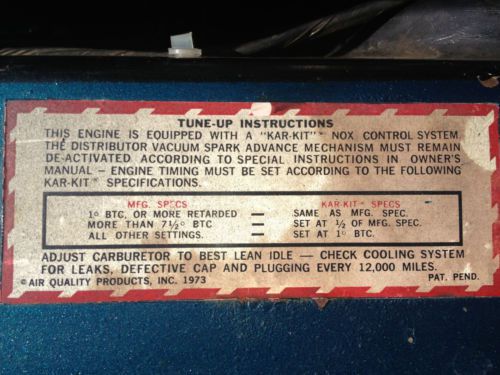 TUNE-UP INSTRUCTIONS
THIS ENGINE IS EQUIPPED WITH A "KAR-KIT"* NOX CONTROL SYSTEM.
THE DISTRIBUTOR VACUUM SPARK ADVANCE MECHANISM MUST REMAIN
DE-ACTIVATED ACCORDING TO SPECIAL INSTRUCTIONS IN OWNER'S
MANUAL - ENGINE TIMING MUST BE SET ACCORDING TO THE FOLLOWING
KAR-KIT* SPECIFICATIONS.
MFG. SPECS KAR-KIT* SPECS
1° BTC, OR MORE RETARDED — SAME AS MFG. SPEC.
MORE THAN 7½° BTC — SET AT ½ OF MFG. SPEC.
ALL OTHER SETTINGS. — SET AT 1° BTC.
ADJUST CARBURETOR TO BEST LEAN IDLE - CHECK COOLING SYSTEM
FOR LEAKS, DEFECTIVE CAP AND PLUGGING EVERY 12,000 MILES.
© AIR QUALITY PRODUCTS, INC. 1973 PAT. PEND.